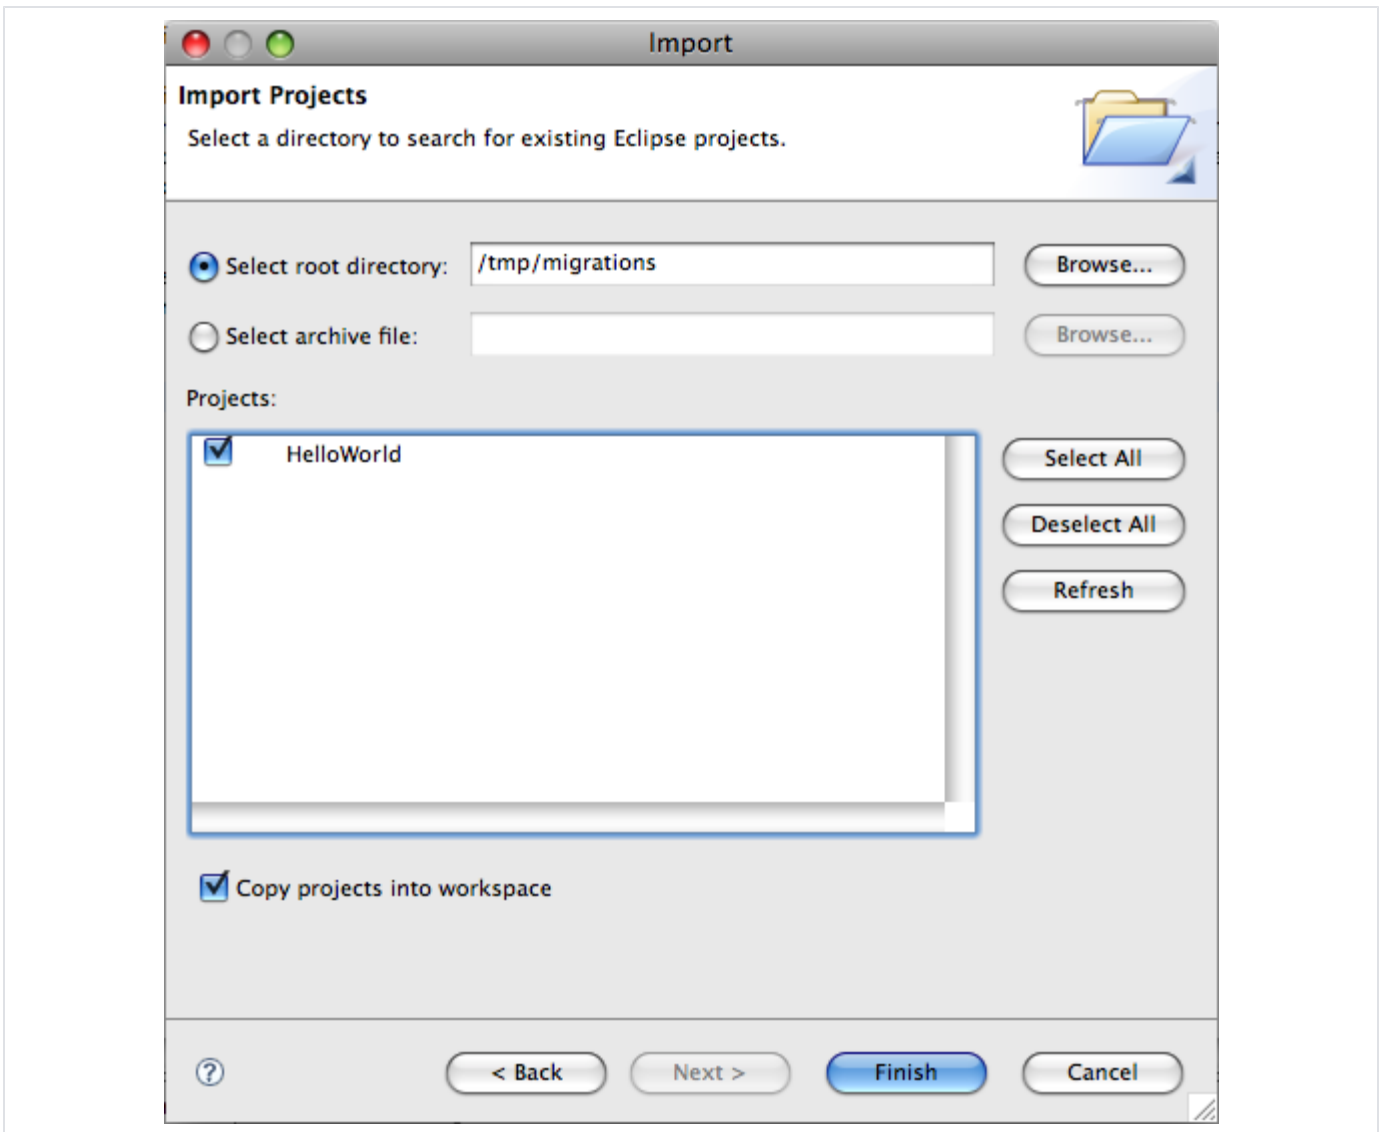 Import
Import Projects
Select a directory to search for existing Eclipse projects.
Select root directory: /tmp/migrations Browse...
Select archive file: Browse...
Projects:
HelloWorld
Select All
Deselect All
Refresh
Copy projects into workspace
? < Back Next > Finish Cancel